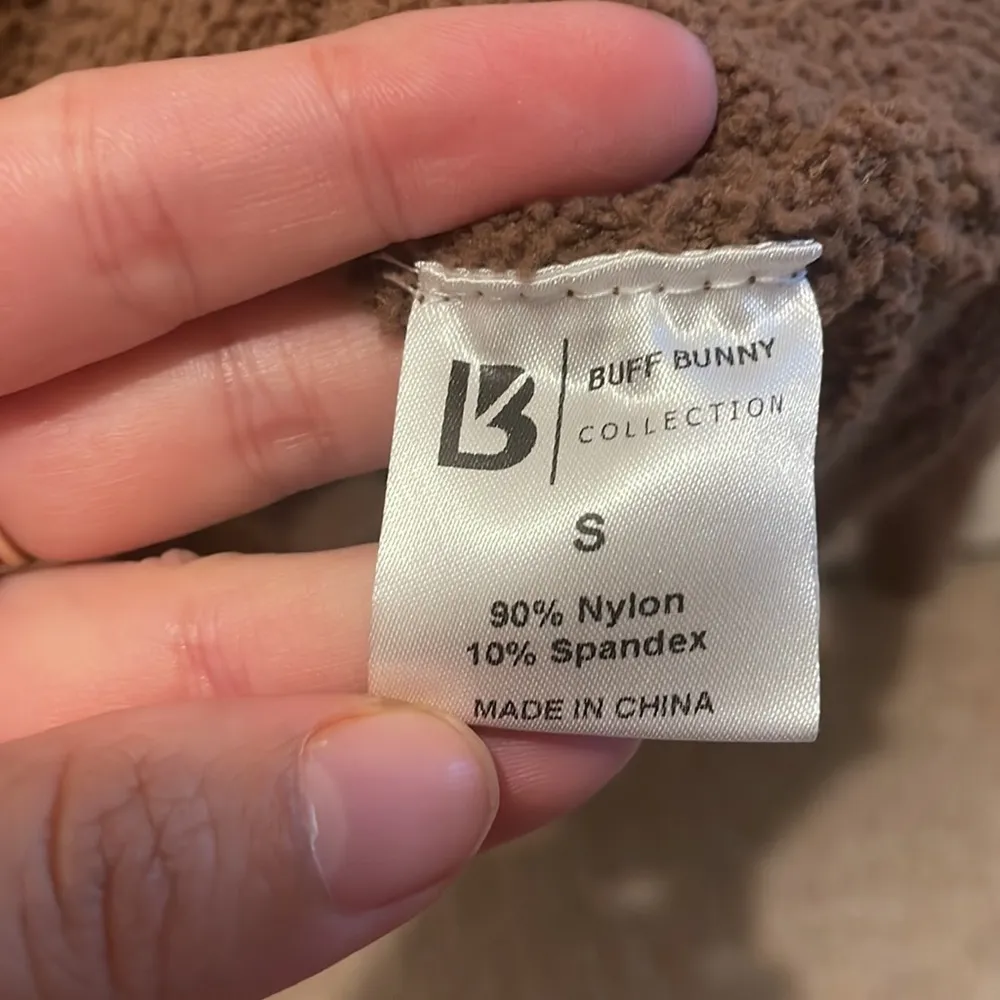 B
BUFF BUNNY
COLLECTION
S
90% Nylon
10% Spandex
MADE IN CHINA